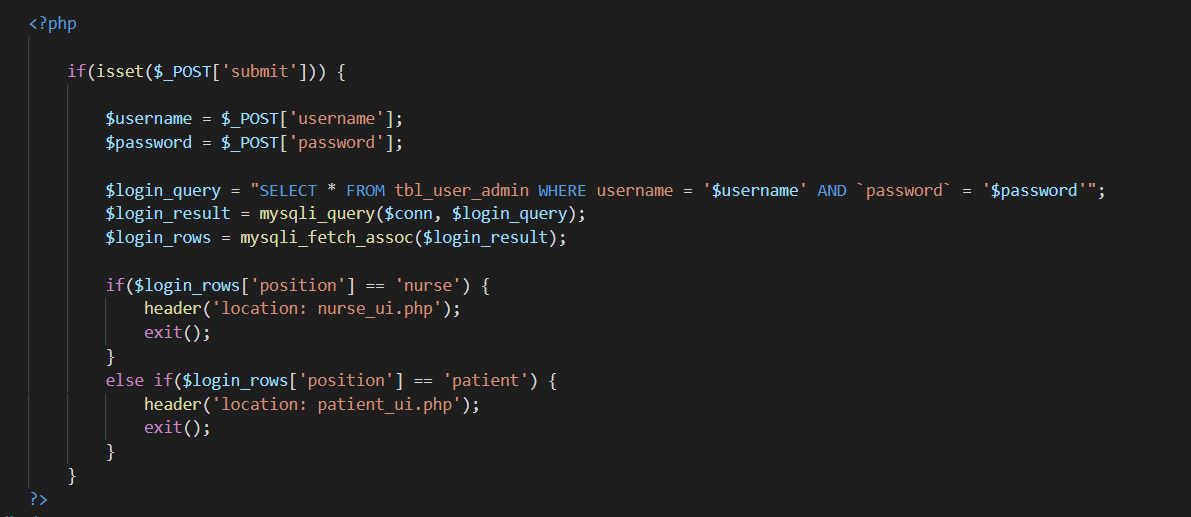 <?php
if(isset($_POST['submit'])) {
$username = $_POST['username'];
$password = $_POST['password'];
$login_query = "SELECT * FROM tbl_user_admin WHERE username = '$username' AND `password` = '$password'";
$login_result = mysqli_query($conn, $login_query);
$login_rows = mysqli_fetch_assoc($login_result);
if($login_rows['position'] == 'nurse') {
header('location: nurse_ui.php');
exit();
}
else if($login_rows['position'] == 'patient') {
header('location: patient_ui.php');
exit();
}
}
?>